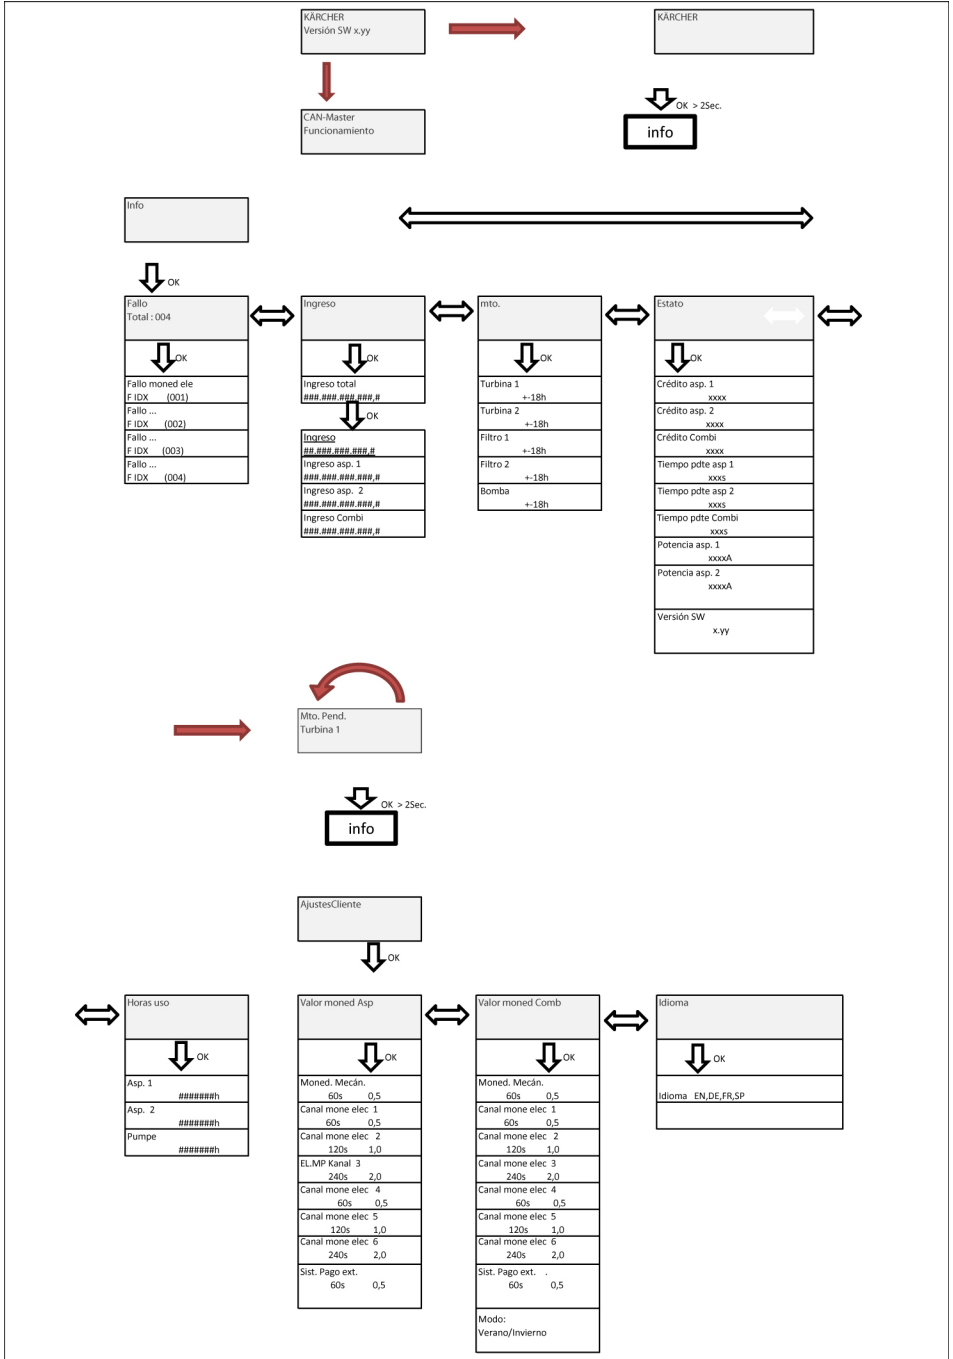 KÄRCHER
Versión SW x.yy
KÄRCHER
CAN-Master
Funcionamiento
OK > 2Sec.
info
Info
OK
Fallo
Total : 004
OK
Fallo moned ele
F IDX (001)
Fallo ...
F IDX (002)
Fallo ...
F IDX (003)
Fallo ...
F IDX (004)
Ingreso
OK
Ingreso total
###.###.###.###,#
OK
Ingreso
##.###.###.###,#
Ingreso asp. 1
###.###.###.###,#
Ingreso asp. 2
###.###.###.###,#
Ingreso Combi
###.###.###.###,#
mto.
OK
Turbina 1
+-18h
Turbina 2
+-18h
Filtro 1
+-18h
Filtro 2
+-18h
Bomba
+-18h
Estato
OK
Crédito asp. 1
xxxx
Crédito asp. 2
xxxx
Crédito Combi
xxxx
Tiempo pdte asp 1
xxxs
Tiempo pdte asp 2
xxxs
Tiempo pdte Combi
xxxs
Potencia asp. 1
xxxxA
Potencia asp. 2
xxxxA
Versión SW
x.yy
Mto. Pend.
Turbina 1
OK > 2Sec.
info
AjustesCliente
OK
Horas uso
OK
Asp. 1
#######h
Asp. 2
#######h
Pumpe
#######h
Valor moned Asp
OK
Moned. Mecán.
60s 0,5
Canal mone elec 1
60s 0,5
Canal mone elec 2
120s 1,0
EL.MP Kanal 3
240s 2,0
Canal mone elec 4
60s 0,5
Canal mone elec 5
120s 1,0
Canal mone elec 6
240s 2,0
Sist. Pago ext.
60s 0,5
Valor moned Comb
OK
Moned. Mecán.
60s 0,5
Canal mone elec 1
60s 0,5
Canal mone elec 2
120s 1,0
Canal mone elec 3
240s 2,0
Canal mone elec 4
60s 0,5
Canal mone elec 5
120s 1,0
Canal mone elec 6
240s 2,0
Sist. Pago ext. .
60s 0,5
Modo:
Verano/Invierno
Idioma
OK
Idioma EN,DE,FR,SP